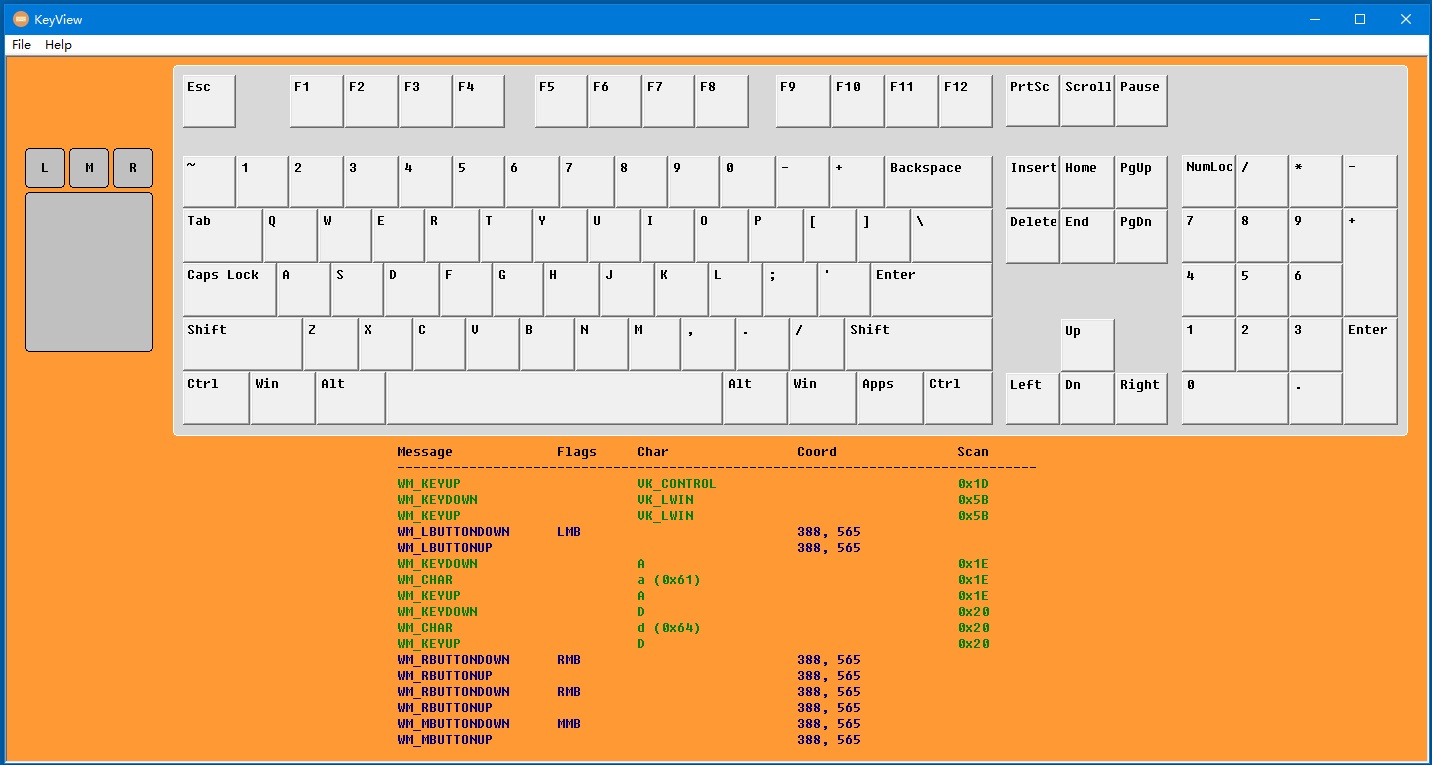 KeyView
File Help
Esc F1 F2 F3 F4 F5 F6 F7 F8 F9 F10 F11 F12 PrtSc Scroll Pause
L M R
~ 1 2 3 4 5 6 7 8 9 0 - + Backspace Insert Home PgUp NumLoc / * -
Tab Q W E R T Y U I O P [ ] \ Delete End PgDn 7 8 9 +
Caps Lock A S D F G H J K L ; ' Enter 4 5 6
Shift Z X C V B N M , . / Shift Up 1 2 3 Enter
Ctrl Win Alt Alt Win Apps Ctrl Left Dn Right 0 .
Message Flags Char Coord Scan
--------------------------------------------------------------------------------
WM_KEYUP VK_CONTROL 0x1D
WM_KEYDOWN VK_LWIN 0x5B
WM_KEYUP VK_LWIN 0x5B
WM_LBUTTONDOWN LMB 388, 565
WM_LBUTTONUP 388, 565
WM_KEYDOWN A 0x1E
WM_CHAR a (0x61) 0x1E
WM_KEYUP A 0x1E
WM_KEYDOWN D 0x20
WM_CHAR d (0x64) 0x20
WM_KEYUP D 0x20
WM_RBUTTONDOWN RMB 388, 565
WM_RBUTTONUP 388, 565
WM_RBUTTONDOWN RMB 388, 565
WM_RBUTTONUP 388, 565
WM_MBUTTONDOWN MMB 388, 565
WM_MBUTTONUP 388, 565